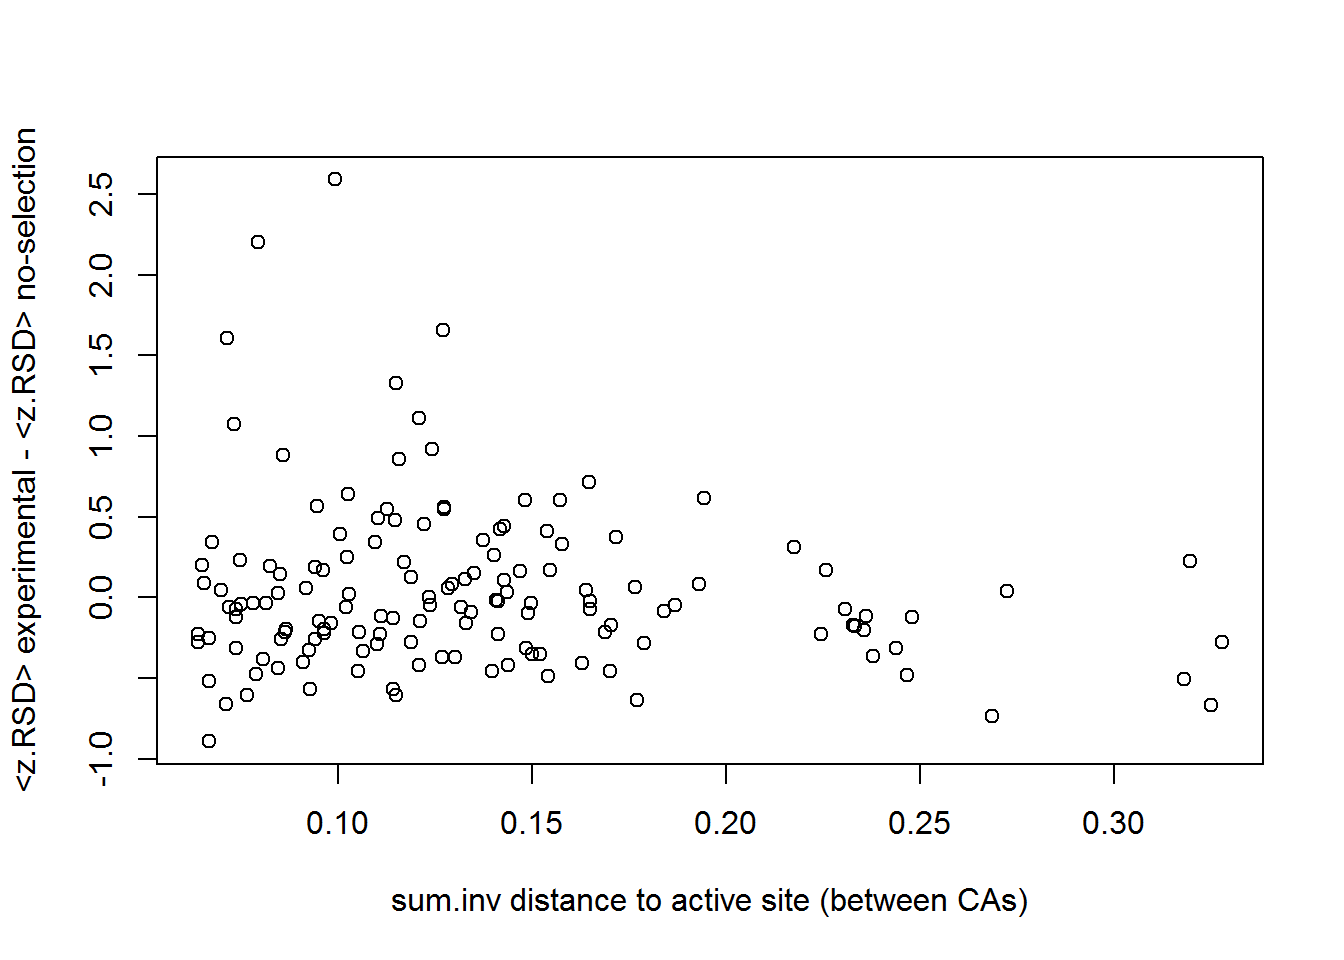 <z.RSD> experimental - <z.RSD> no-selection
2.5
2.0
1.5
1.0
0.5
0.0
-1.0
0.10 0.15 0.20 0.25 0.30
sum.inv distance to active site (between CAs)